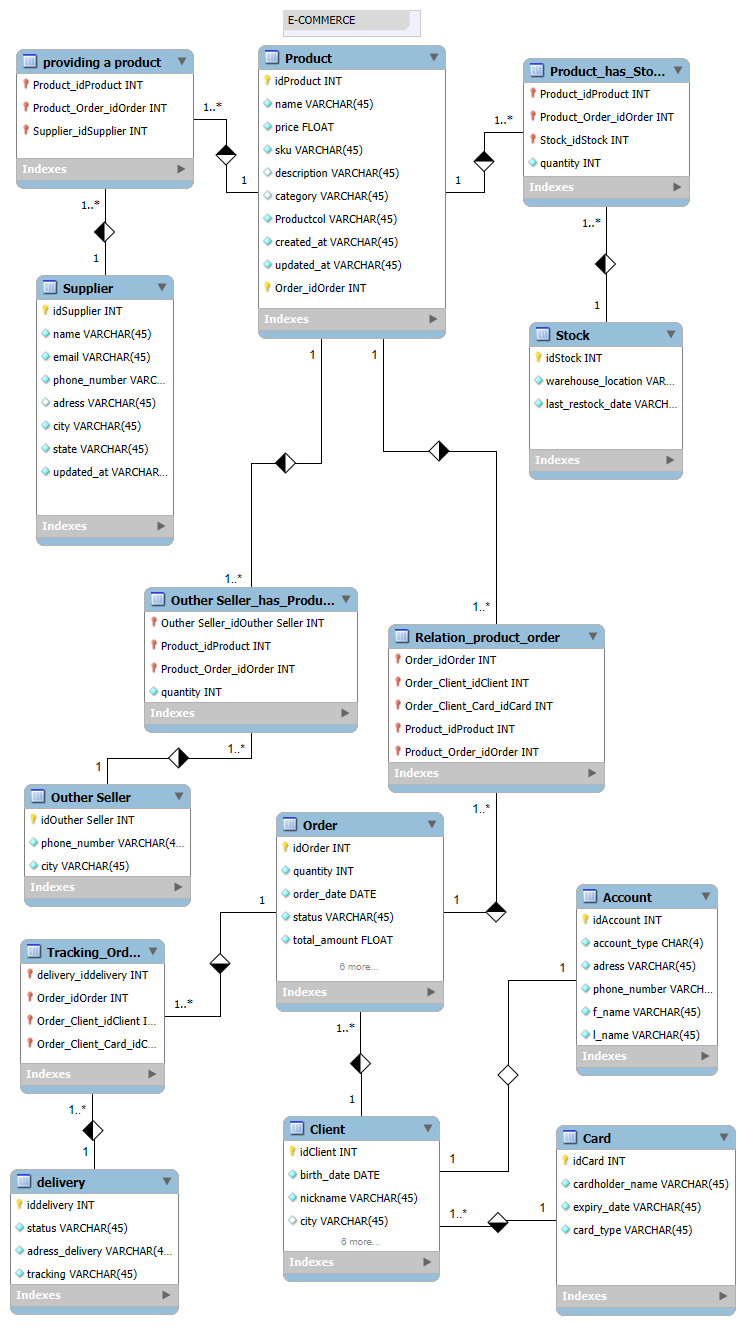 E-COMMERCE
providing a product
Product_idProduct INT
Product_Order_idOrder INT
Supplier_idSupplier INT
Indexes
Product
idProduct INT
name VARCHAR(45)
price FLOAT
sku VARCHAR(45)
description VARCHAR(45)
category VARCHAR(45)
Productcol VARCHAR(45)
created_at VARCHAR(45)
updated_at VARCHAR(45)
Order_idOrder INT
Indexes
Product_has_Sto...
Product_idProduct INT
Product_Order_idOrder INT
Stock_idStock INT
quantity INT
Indexes
1..*
1
1..*
1
1..*
1
1..*
1
Supplier
idSupplier INT
name VARCHAR(45)
email VARCHAR(45)
phone_number VARC...
adress VARCHAR(45)
city VARCHAR(45)
state VARCHAR(45)
updated_at VARCHAR...
Indexes
Stock
idStock INT
warehouse_location VAR...
last_restock_date VARCH...
Indexes
1
1
1..*
1..*
Outher Seller_has_Produ...
Outher Seller_idOuther Seller INT
Product_idProduct INT
Product_Order_idOrder INT
quantity INT
Indexes
Relation_product_order
Order_idOrder INT
Order_Client_idClient INT
Order_Client_Card_idCard INT
Product_idProduct INT
Product_Order_idOrder INT
Indexes
1..*
1
1..*
1
Outher Seller
idOuther Seller INT
phone_number VARCHAR(4...
city VARCHAR(45)
Indexes
Order
idOrder INT
quantity INT
order_date DATE
status VARCHAR(45)
total_amount FLOAT
6 more...
Indexes
Account
idAccount INT
account_type CHAR(4)
adress VARCHAR(45)
phone_number VARCH...
f_name VARCHAR(45)
l_name VARCHAR(45)
Indexes
1
1..*
Tracking_Ord...
delivery_iddelivery INT
Order_idOrder INT
Order_Client_idClient I...
Order_Client_Card_idC...
Indexes
1..*
1
1..*
1
1
1
1..*
1
delivery
iddelivery INT
status VARCHAR(45)
adress_delivery VARCHAR(4...
tracking VARCHAR(45)
Indexes
Client
idClient INT
birth_date DATE
nickname VARCHAR(45)
city VARCHAR(45)
6 more...
Indexes
Card
idCard INT
cardholder_name VARCHAR(45)
expiry_date VARCHAR(45)
card_type VARCHAR(45)
Indexes